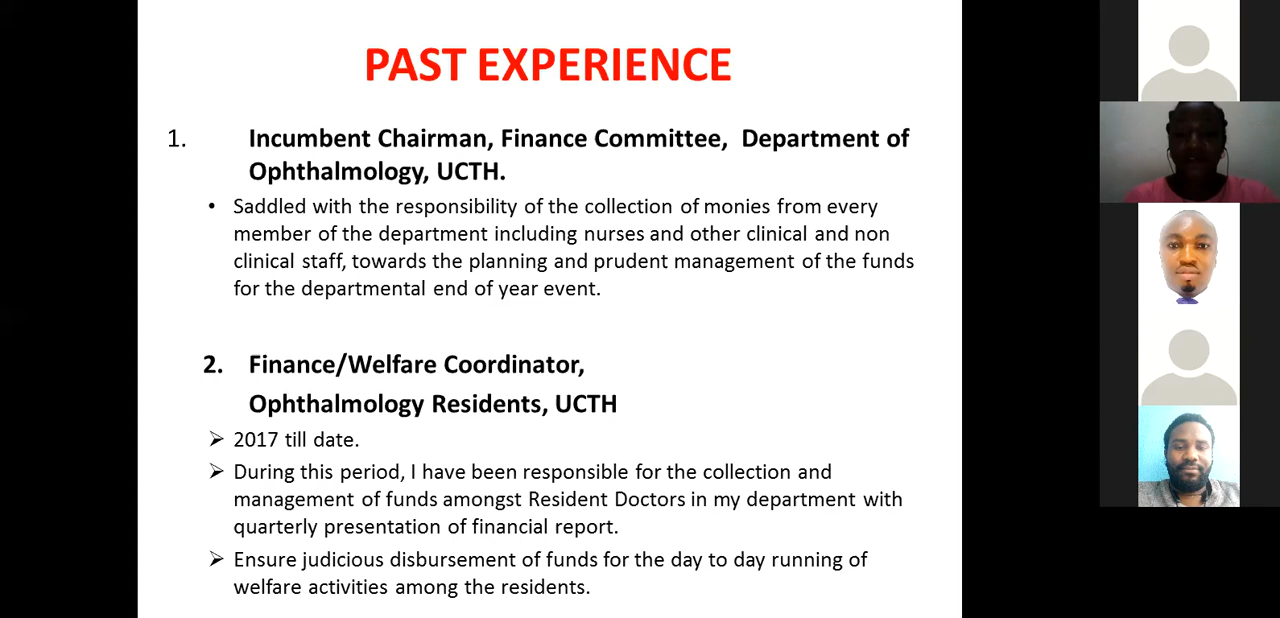 PAST EXPERIENCE
1. Incumbent Chairman, Finance Committee, Department of
Ophthalmology, UCTH.
• Saddled with the responsibility of the collection of monies from every
member of the department including nurses and other clinical and non
clinical staff, towards the planning and prudent management of the funds
for the departmental end of year event.
2. Finance/Welfare Coordinator,
Ophthalmology Residents, UCTH
➢ 2017 till date.
➢ During this period, I have been responsible for the collection and
management of funds amongst Resident Doctors in my department with
quarterly presentation of financial report.
➢ Ensure judicious disbursement of funds for the day to day running of
welfare activities among the residents.